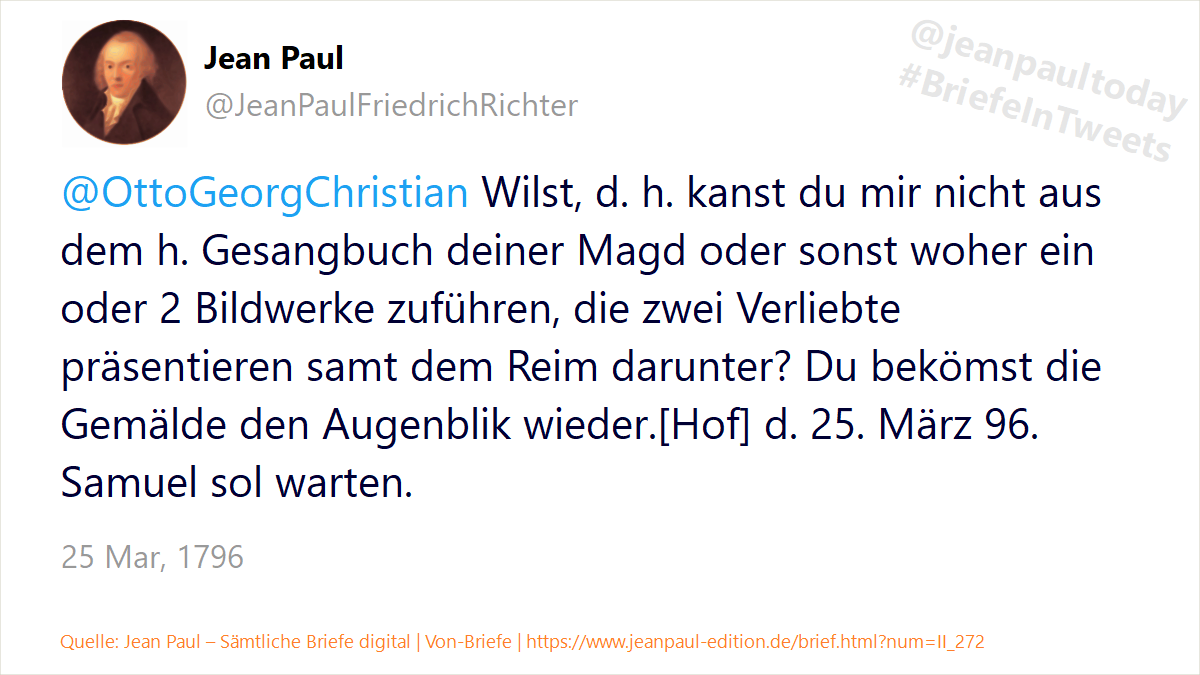 Jean Paul
@JeanPaulFriedrichRichter
@jeanpaultoday
#BriefeInTweets
@OttoGeorgChristian Wilst, d. h. kanst du mir nicht aus
dem h. Gesangbuch deiner Magd oder sonst woher ein
oder 2 Bildwerke zuführen, die zwei Verliebte
präsentieren samt dem Reim darunter? Du bekömst die
Gemälde den Augenblik wieder.[Hof] d. 25. März 96.
Samuel sol warten.
25 Mar, 1796
Quelle: Jean Paul – Sämtliche Briefe digital | Von-Briefe | https://www.jeanpaul-edition.de/brief.html?num=II_272